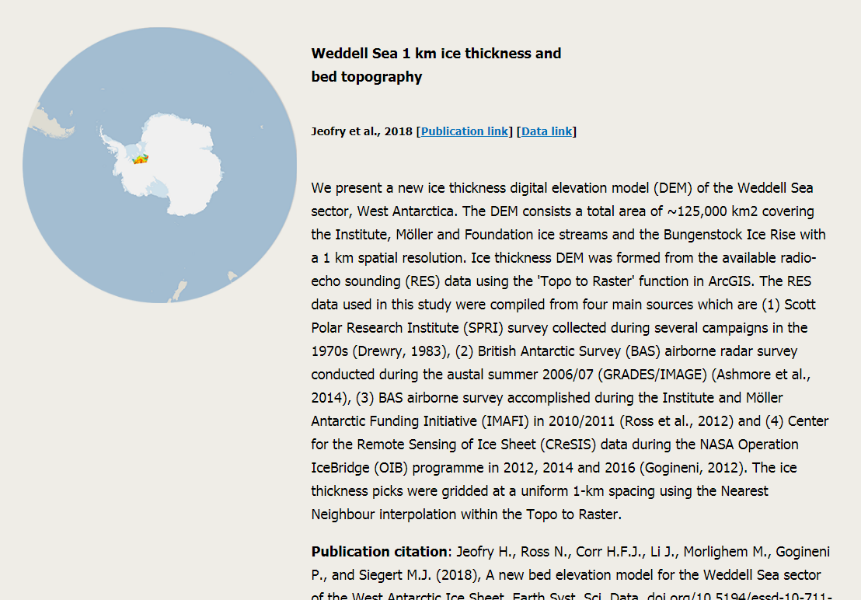 Weddell Sea 1 km ice thickness and
bed topography
Jeofry et al., 2018 [Publication link] [Data link]
We present a new ice thickness digital elevation model (DEM) of the Weddell Sea
sector, West Antarctica. The DEM consists a total area of ~125,000 km2 covering
the Institute, Möller and Foundation ice streams and the Bungenstock Ice Rise with
a 1 km spatial resolution. Ice thickness DEM was formed from the available radio-
echo sounding (RES) data using the 'Topo to Raster' function in ArcGIS. The RES
data used in this study were compiled from four main sources which are (1) Scott
Polar Research Institute (SPRI) survey collected during several campaigns in the
1970s (Drewry, 1983), (2) British Antarctic Survey (BAS) airborne radar survey
conducted during the austal summer 2006/07 (GRADES/IMAGE) (Ashmore et al.,
2014), (3) BAS airborne survey accomplished during the Institute and Möller
Antarctic Funding Initiative (IMAFI) in 2010/2011 (Ross et al., 2012) and (4) Center
for the Remote Sensing of Ice Sheet (CReSIS) data during the NASA Operation
IceBridge (OIB) programme in 2012, 2014 and 2016 (Gogineni, 2012). The ice
thickness picks were gridded at a uniform 1-km spacing using the Nearest
Neighbour interpolation within the Topo to Raster.
Publication citation: Jeofry H., Ross N., Corr H.F.J., Li J., Morlighem M., Gogineni
P., and Siegert M.J. (2018), A new bed elevation model for the Weddell Sea sector
of the West Antarctic Ice Sheet, Earth Syst. Sci. Data, doi.org/10.5194/essd-10-711-